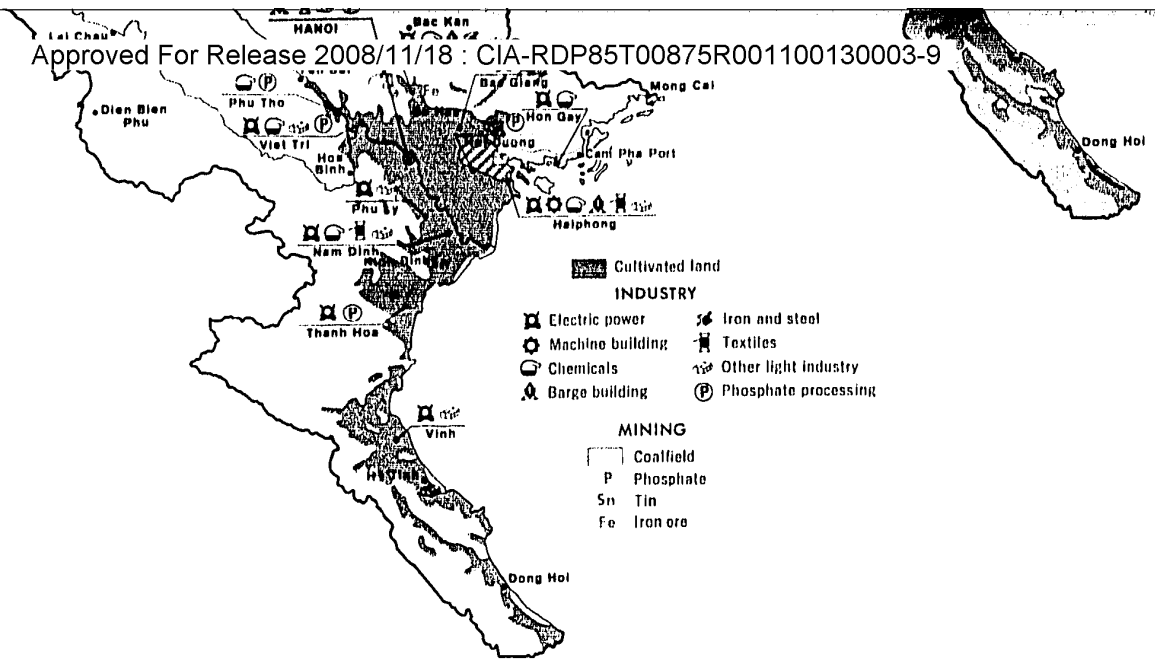 HANOI
Bac Kan
Lai Chau
Approved For Release 2008/11/18 : CIA-RDP85T00875R001100130003-9
Bac Giang
Mong Cai
Fe
Phu Tho
Dien Bien
Phu
Hon Gay
P
P
P
Viet Tri
Cam Pha Port
Hoa
Binh
Dong Hoi
Phu Ly
Haiphong
Nam Dinh
Cultivated land
INDUSTRY
P
Thanh Hoa
Electric power
Iron and steel
Machine building
Textiles
Chemicals
Other light industry
Barge building
P Phosphate processing
Vinh
MINING
Coalfield
P Phosphate
Sn Tin
Fe Iron ore
Ha Tinh
Dong Hoi